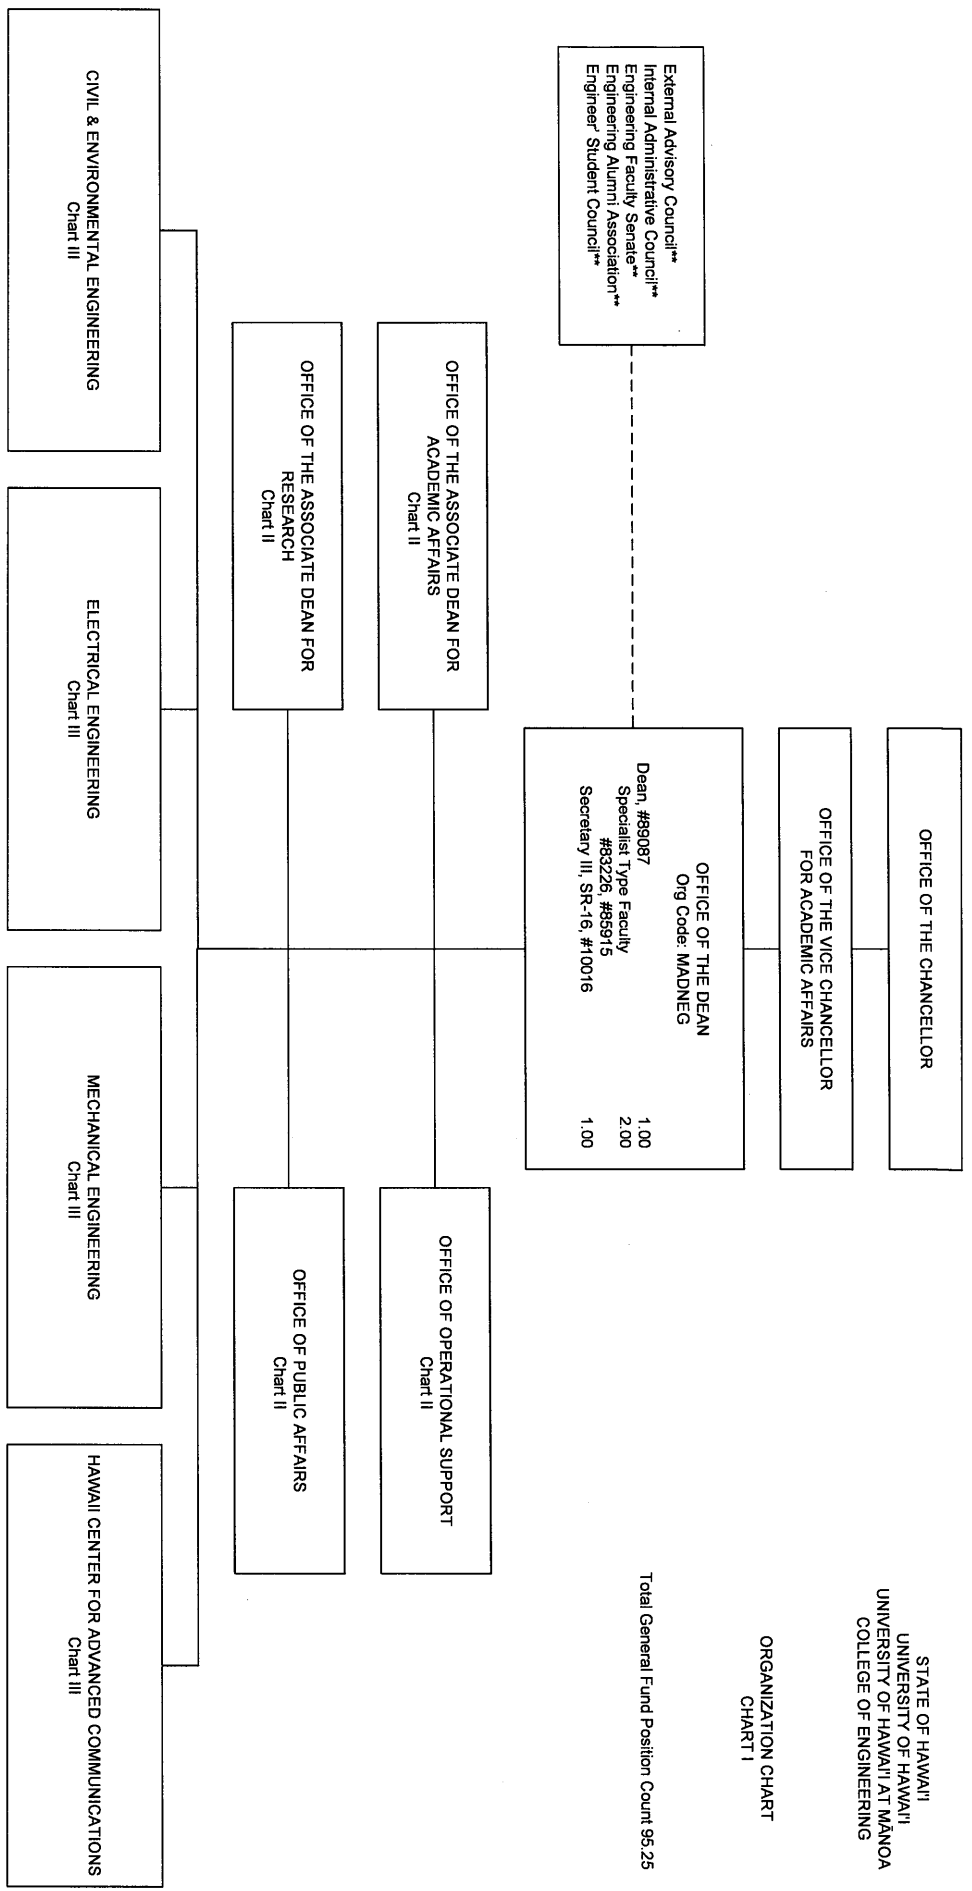 STATE OF HAWAI'I
UNIVERSITY OF HAWAI'I
UNIVERSITY OF HAWAI'I AT MĀNOA
COLLEGE OF ENGINEERING
ORGANIZATION CHART
CHART I
Total General Fund Position Count 95.25
OFFICE OF THE CHANCELLOR
OFFICE OF THE VICE CHANCELLOR
FOR ACADEMIC AFFAIRS
OFFICE OF THE DEAN
Org Code: MADNEG
Dean, #89087 1.00
Specialist Type Faculty 2.00
#83226, #85915
Secretary III, SR-16, #10016 1.00
External Advisory Council**
Internal Administrative Council**
Engineering Faculty Senate**
Engineering Alumni Association**
Engineer' Student Council**
OFFICE OF THE ASSOCIATE DEAN FOR
ACADEMIC AFFAIRS
Chart II
OFFICE OF OPERATIONAL SUPPORT
Chart II
OFFICE OF THE ASSOCIATE DEAN FOR
RESEARCH
Chart II
OFFICE OF PUBLIC AFFAIRS
Chart II
CIVIL & ENVIRONMENTAL ENGINEERING
Chart III
ELECTRICAL ENGINEERING
Chart III
MECHANICAL ENGINEERING
Chart III
HAWAII CENTER FOR ADVANCED COMMUNICATIONS
Chart III